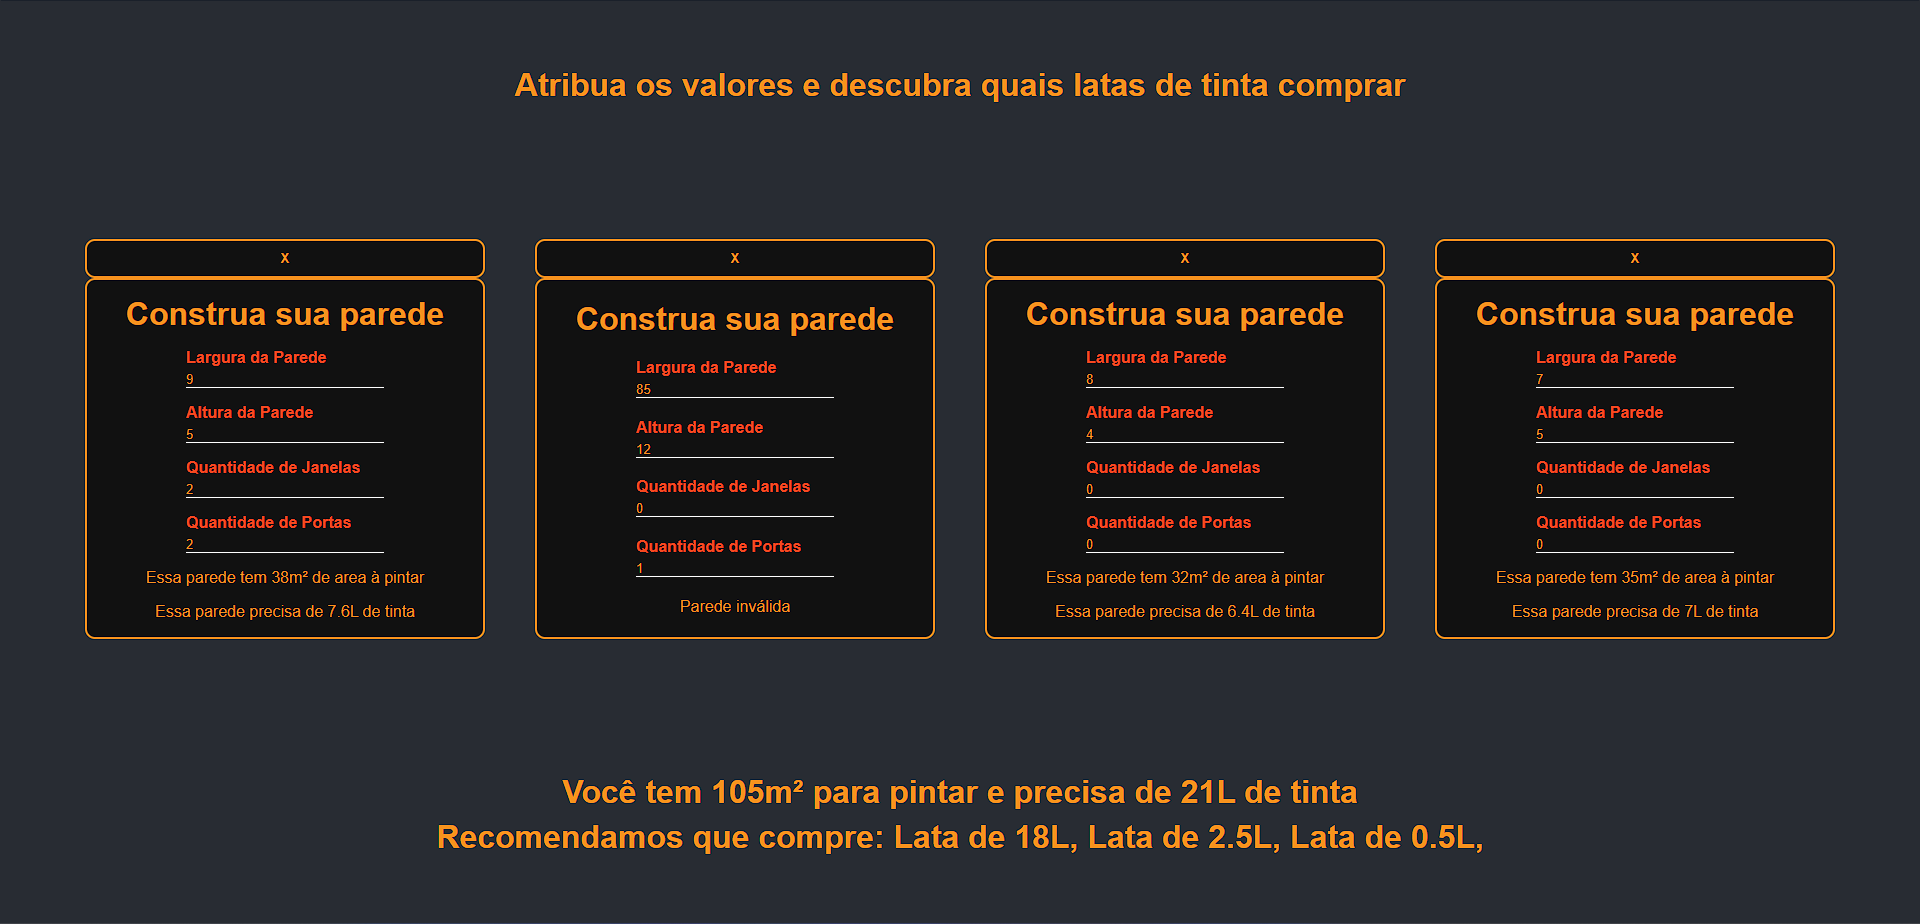 Atribua os valores e descubra quais latas de tinta comprar
X
Construa sua parede
Largura da Parede
9
Altura da Parede
5
Quantidade de Janelas
2
Quantidade de Portas
2
Essa parede tem 38m² de area à pintar
Essa parede precisa de 7.6L de tinta
X
Construa sua parede
Largura da Parede
85
Altura da Parede
12
Quantidade de Janelas
0
Quantidade de Portas
1
Parede inválida
X
Construa sua parede
Largura da Parede
8
Altura da Parede
4
Quantidade de Janelas
0
Quantidade de Portas
0
Essa parede tem 32m² de area à pintar
Essa parede precisa de 6.4L de tinta
X
Construa sua parede
Largura da Parede
7
Altura da Parede
5
Quantidade de Janelas
0
Quantidade de Portas
0
Essa parede tem 35m² de area à pintar
Essa parede precisa de 7L de tinta
Você tem 105m² para pintar e precisa de 21L de tinta
Recomendamos que compre: Lata de 18L, Lata de 2.5L, Lata de 0.5L,